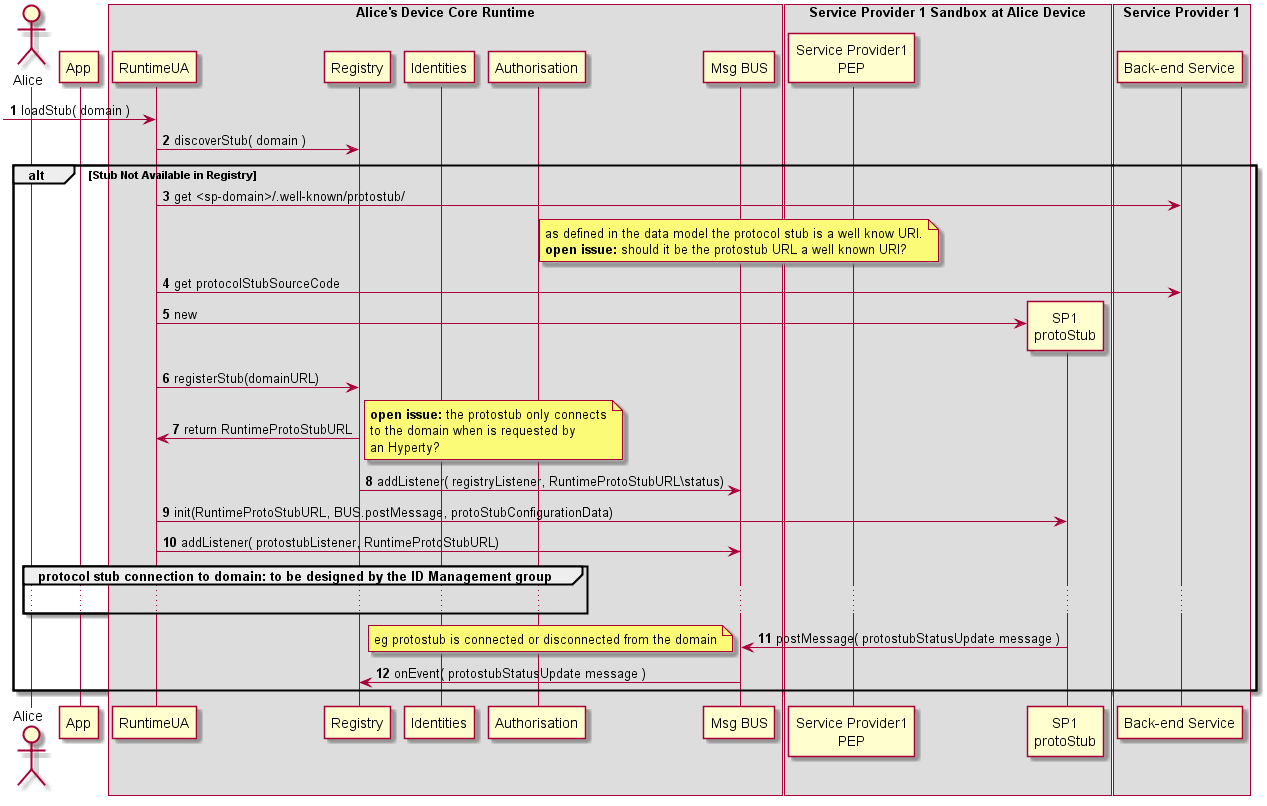 Alice's Device Core Runtime
Service Provider 1 Sandbox at Alice Device
Service Provider 1
Alice
App
RuntimeUA
Registry
Identities
Authorisation
Msg BUS
Service Provider1
PEP
Back-end Service
1 loadStub( domain )
2 discoverStub( domain )
alt [Stub Not Available in Registry]
3 get <sp-domain>/.well-known/protostub/
as defined in the data model the protocol stub is a well know URI.
open issue: should it be the protostub URL a well known URI?
4 get protocolStubSourceCode
5 new
SP1
protoStub
6 registerStub(domainURL)
open issue: the protostub only connects
to the domain when is requested by
an Hyperty?
7 return RuntimeProtoStubURL
8 addListener( registryListener, RuntimeProtoStubURL\status)
9 init(RuntimeProtoStubURL, BUS.postMessage, protoStubConfigurationData)
10 addListener( protostubListener, RuntimeProtoStubURL)
protocol stub connection to domain: to be designed by the ID Management group
eg protostub is connected or disconnected from the domain
11 postMessage( protostubStatusUpdate message )
12 onEvent( protostubStatusUpdate message )
Alice
App
RuntimeUA
Registry
Identities
Authorisation
Msg BUS
Service Provider1
PEP
SP1
protoStub
Back-end Service